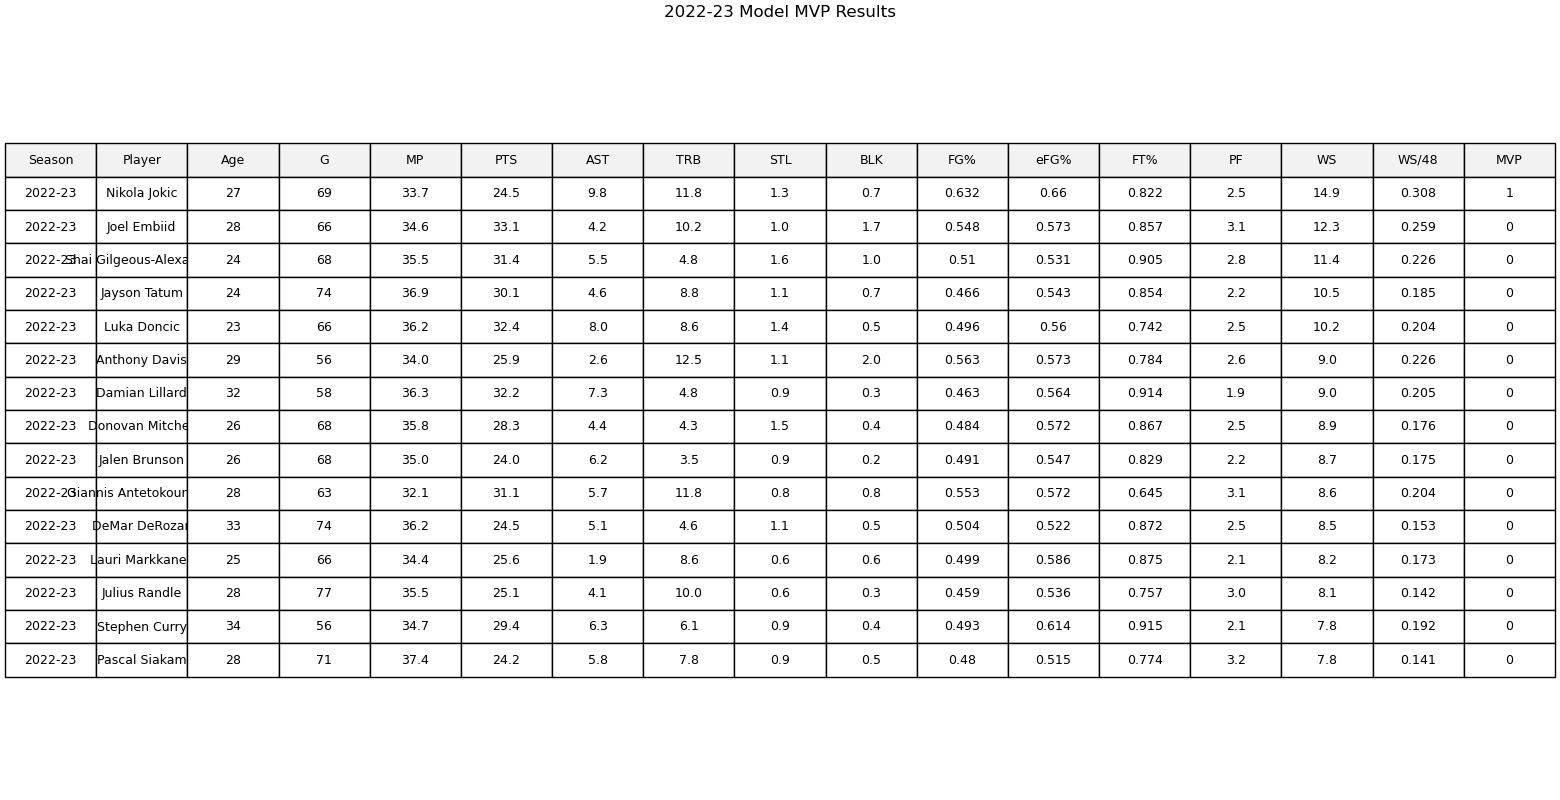 2022-23 Model MVP Results
Season Player Age G MP PTS AST TRB STL BLK FG% eFG% FT% PF WS WS/48 MVP
2022-23 Nikola Jokic 27 69 33.7 24.5 9.8 11.8 1.3 0.7 0.632 0.66 0.822 2.5 14.9 0.308 1
2022-23 Joel Embiid 28 66 34.6 33.1 4.2 10.2 1.0 1.7 0.548 0.573 0.857 3.1 12.3 0.259 0
2022-23 Shai Gilgeous-Alexa 24 68 35.5 31.4 5.5 4.8 1.6 1.0 0.51 0.531 0.905 2.8 11.4 0.226 0
2022-23 Jayson Tatum 24 74 36.9 30.1 4.6 8.8 1.1 0.7 0.466 0.543 0.854 2.2 10.5 0.185 0
2022-23 Luka Doncic 23 66 36.2 32.4 8.0 8.6 1.4 0.5 0.496 0.56 0.742 2.5 10.2 0.204 0
2022-23 Anthony Davis 29 56 34.0 25.9 2.6 12.5 1.1 2.0 0.563 0.573 0.784 2.6 9.0 0.226 0
2022-23 Damian Lillard 32 58 36.3 32.2 7.3 4.8 0.9 0.3 0.463 0.564 0.914 1.9 9.0 0.205 0
2022-23 Donovan Mitche 26 68 35.8 28.3 4.4 4.3 1.5 0.4 0.484 0.572 0.867 2.5 8.9 0.176 0
2022-23 Jalen Brunson 26 68 35.0 24.0 6.2 3.5 0.9 0.2 0.491 0.547 0.829 2.2 8.7 0.175 0
2022-23 Giannis Antetokour 28 63 32.1 31.1 5.7 11.8 0.8 0.8 0.553 0.572 0.645 3.1 8.6 0.204 0
2022-23 DeMar DeRozan 33 74 36.2 24.5 5.1 4.6 1.1 0.5 0.504 0.522 0.872 2.5 8.5 0.153 0
2022-23 Lauri Markkane 25 66 34.4 25.6 1.9 8.6 0.6 0.6 0.499 0.586 0.875 2.1 8.2 0.173 0
2022-23 Julius Randle 28 77 35.5 25.1 4.1 10.0 0.6 0.3 0.459 0.536 0.757 3.0 8.1 0.142 0
2022-23 Stephen Curry 34 56 34.7 29.4 6.3 6.1 0.9 0.4 0.493 0.614 0.915 2.1 7.8 0.192 0
2022-23 Pascal Siakam 28 71 37.4 24.2 5.8 7.8 0.9 0.5 0.48 0.515 0.774 3.2 7.8 0.141 0